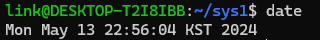 link@DESKTOP-T2I8IBB:~/sys1$ date
Mon May 13 22:56:04 KST 2024